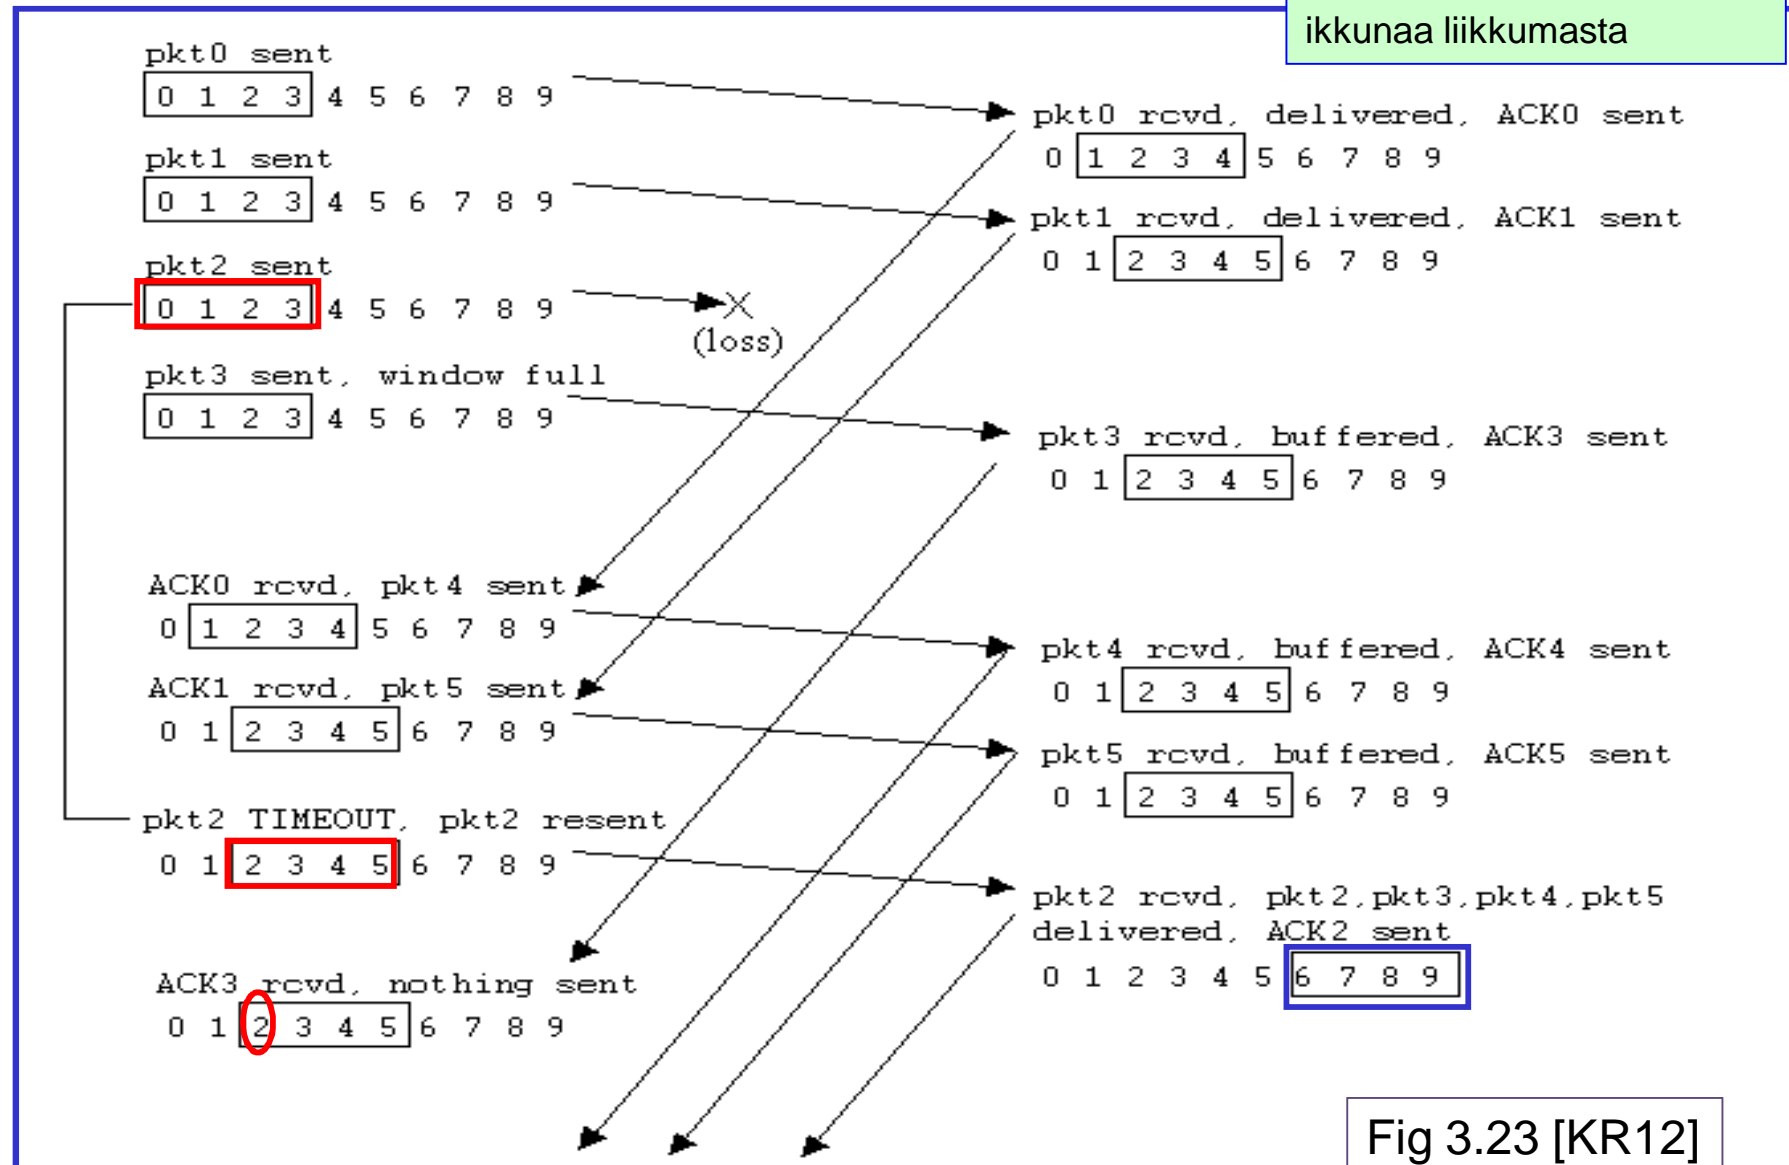 ikkunaa liikkumasta
pkt0 sent
0 1 2 3 4 5 6 7 8 9
pkt0 rcvd, delivered, ACK0 sent
0 1 2 3 4 5 6 7 8 9
pkt1 sent
0 1 2 3 4 5 6 7 8 9
pkt1 rcvd, delivered, ACK1 sent
0 1 2 3 4 5 6 7 8 9
pkt2 sent
0 1 2 3 4 5 6 7 8 9
(loss)
pkt3 sent, window full
0 1 2 3 4 5 6 7 8 9
pkt3 rcvd, buffered, ACK3 sent
0 1 2 3 4 5 6 7 8 9
ACK0 rcvd, pkt4 sent
0 1 2 3 4 5 6 7 8 9
pkt4 rcvd, buffered, ACK4 sent
0 1 2 3 4 5 6 7 8 9
ACK1 rcvd, pkt5 sent
0 1 2 3 4 5 6 7 8 9
pkt5 rcvd, buffered, ACK5 sent
0 1 2 3 4 5 6 7 8 9
pkt2 TIMEOUT, pkt2 resent
0 1 2 3 4 5 6 7 8 9
pkt2 rcvd, pkt2,pkt3,pkt4,pkt5
delivered, ACK2 sent
0 1 2 3 4 5 6 7 8 9
ACK3 rcvd, nothing sent
0 1 2 3 4 5 6 7 8 9
Fig 3.23 [KR12]